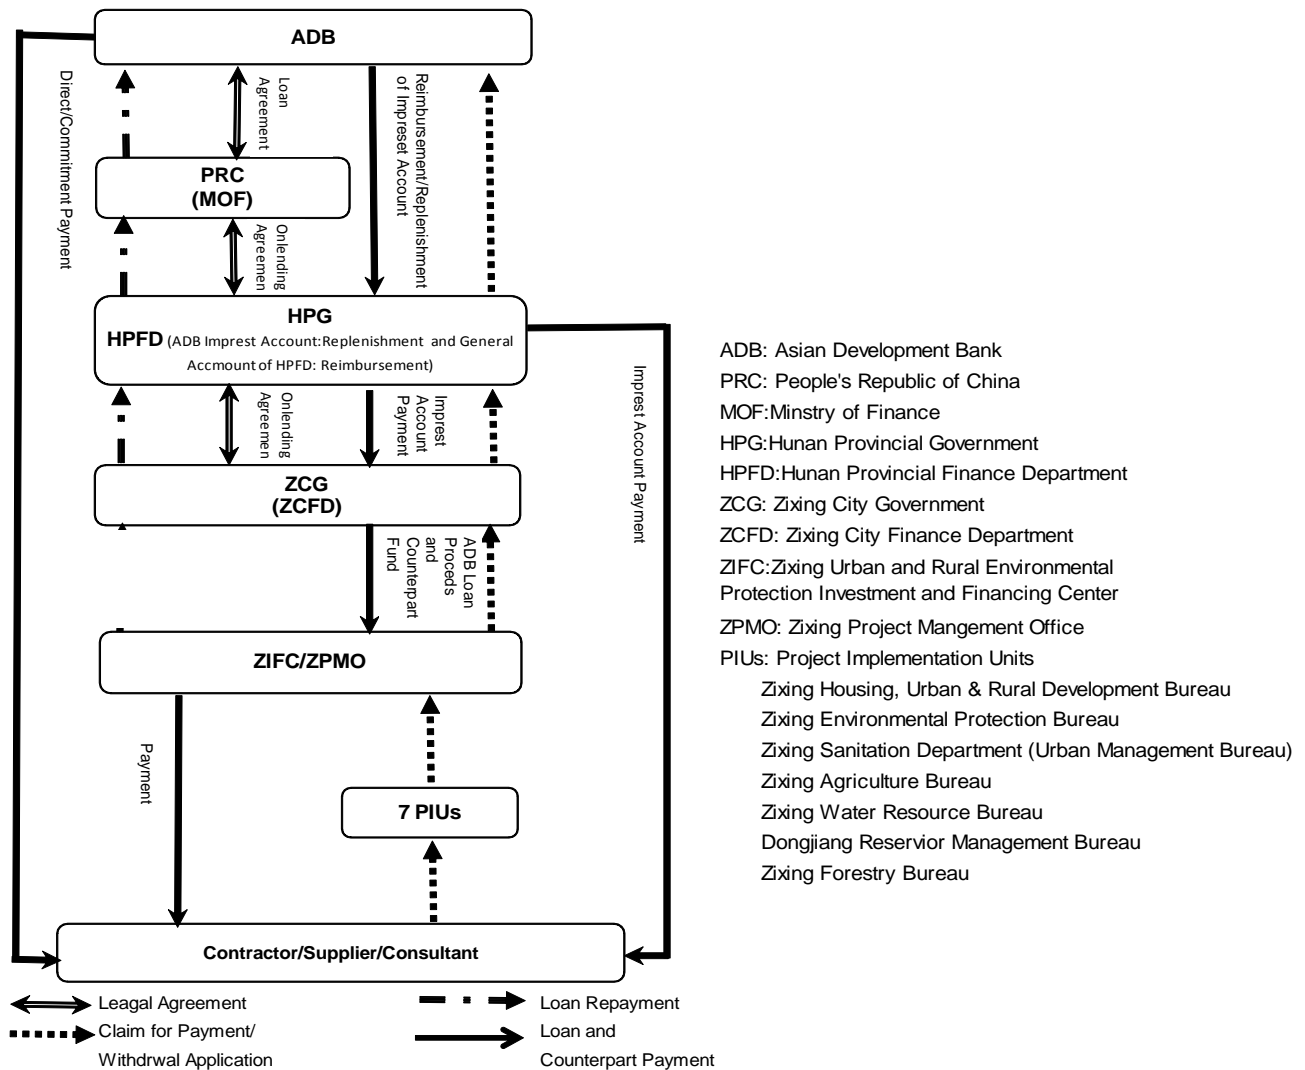 ADB
Direct/Commitment Payment
Loan
Agreement
Reimbursement/Replenishment
of Impreset Account
PRC
(MOF)
Onlending
Agreemen
HPG
HPFD (ADB Imprest Account:Replenishment and General
Accmount of HPFD: Reimbursement)
Onlending
Agreemen
Imprest
Account
Payment
Imprest Account Payment
ZCG
(ZCFD)
ADB Loan
Proceds
and
Counterpart
Fund
ZIFC/ZPMO
Payment
7 PIUs
Contractor/Supplier/Consultant
Leagal Agreement
Claim for Payment/
Withdrwal Application
Loan Repayment
Loan and
Counterpart Payment
ADB: Asian Development Bank
PRC: People's Republic of China
MOF:Minstry of Finance
HPG:Hunan Provincial Government
HPFD:Hunan Provincial Finance Department
ZCG: Zixing City Government
ZCFD: Zixing City Finance Department
ZIFC:Zixing Urban and Rural Environmental
Protection Investment and Financing Center
ZPMO: Zixing Project Mangement Office
PIUs: Project Implementation Units
Zixing Housing, Urban & Rural Development Bureau
Zixing Environmental Protection Bureau
Zixing Sanitation Department (Urban Management Bureau)
Zixing Agriculture Bureau
Zixing Water Resource Bureau
Dongjiang Reservior Management Bureau
Zixing Forestry Bureau